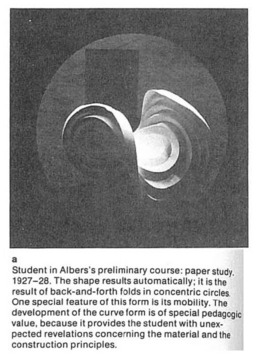 a
Student in Albers's preliminary course: paper study.
1927–28. The shape results automatically; it is the
result of back-and-forth folds in concentric circles.
One special feature of this form is its mobility. The
development of the curve form is of special pedagogic
value, because it provides the student with unex-
pected revelations concerning the material and the
construction principles.